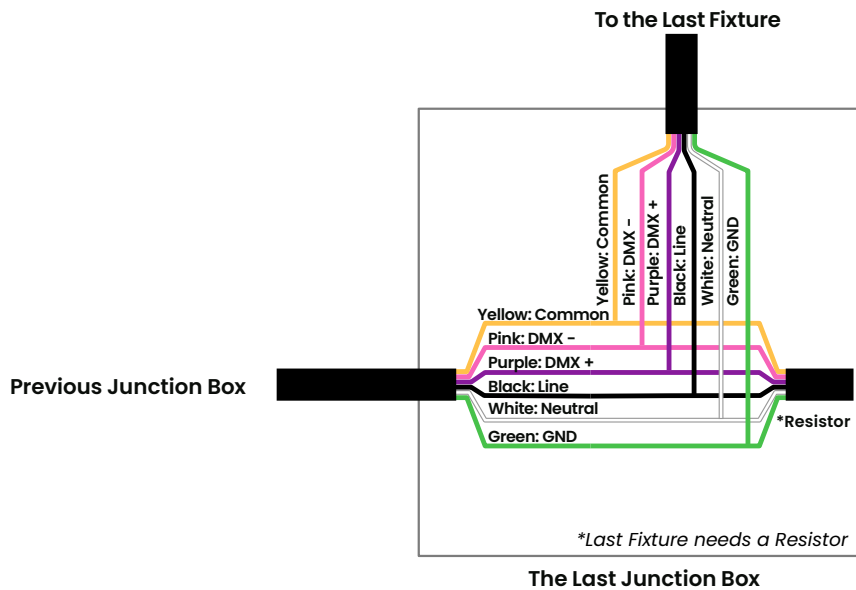 To the Last Fixture
Yellow: Common
Pink: DMX -
Purple: DMX +
Black: Line
White: Neutral
Green: GND
Yellow: Common
Pink: DMX -
Purple: DMX +
Black: Line
White: Neutral
Green: GND
Previous Junction Box
*Resistor
*Last Fixture needs a Resistor
The Last Junction Box